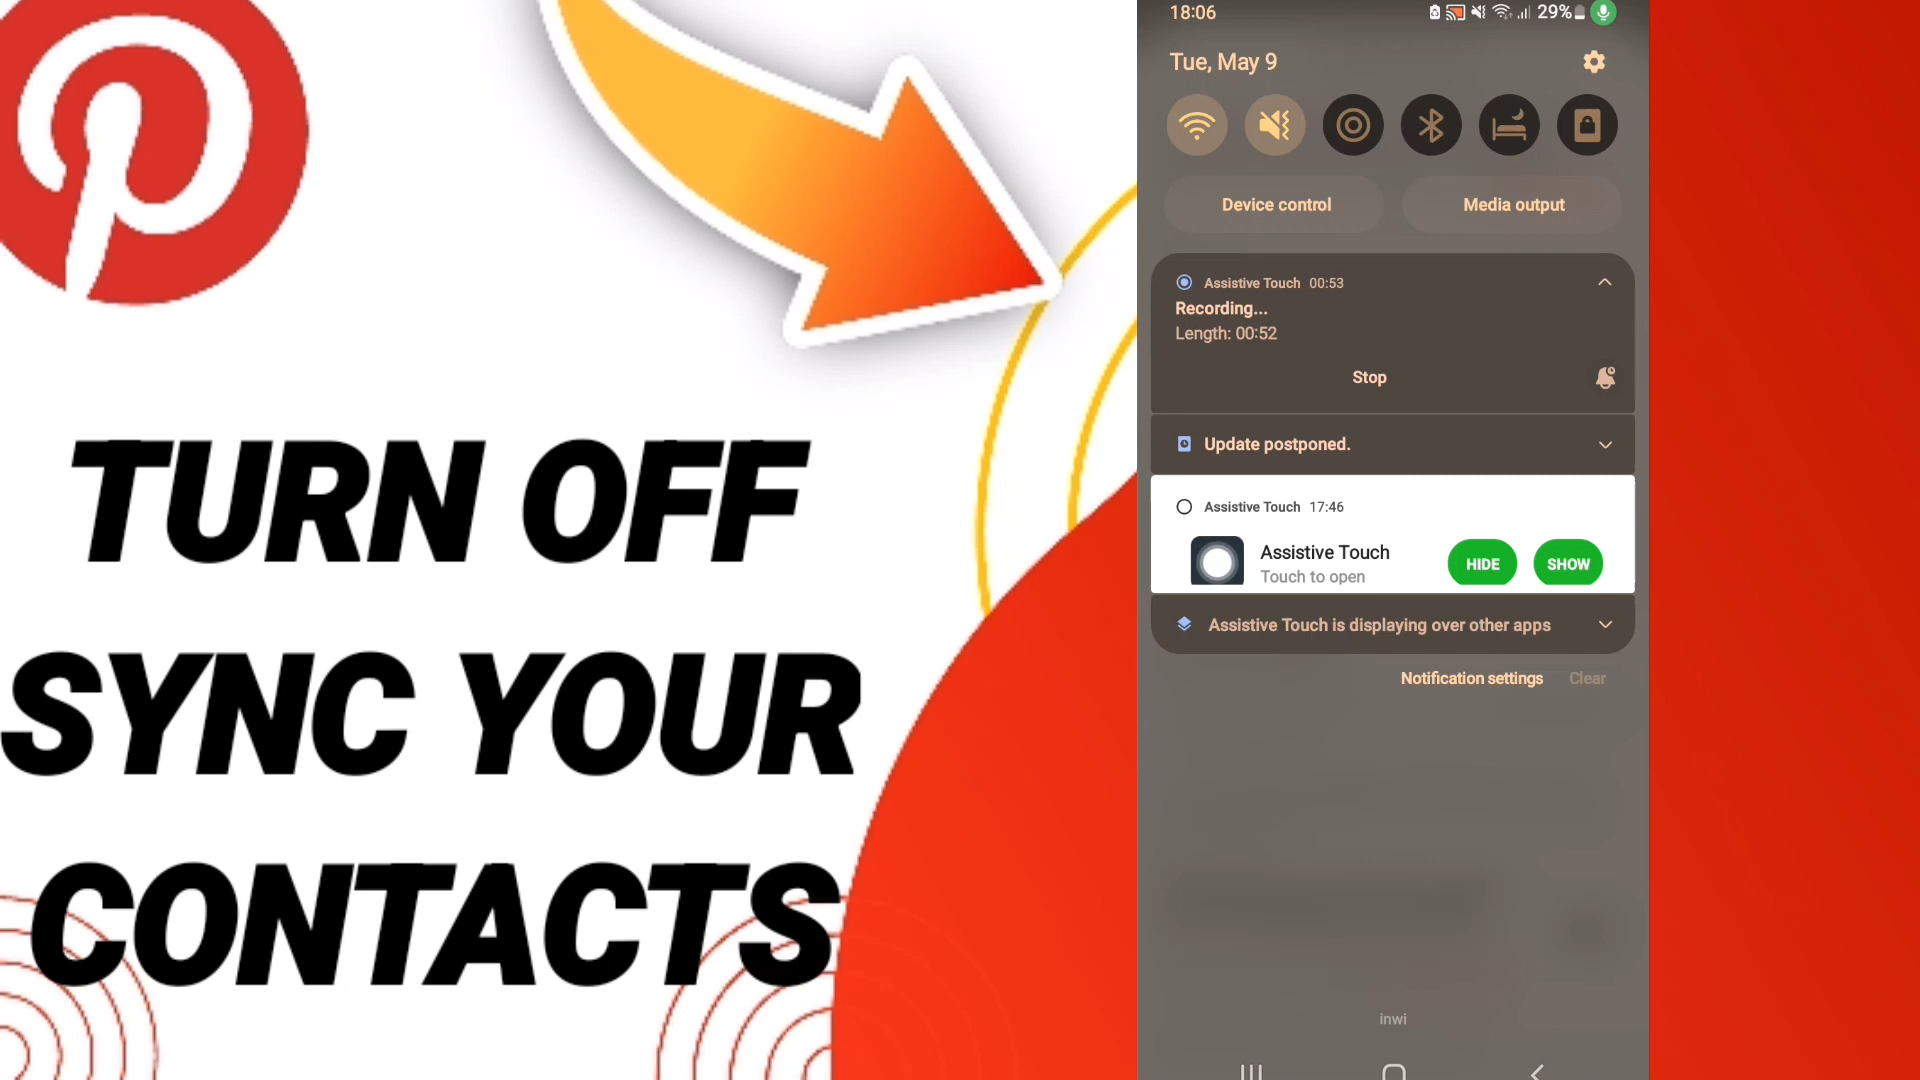 TURN OFF
SYNC YOUR
CONTACTS
18:06
29%
Tue, May 9
Device control
Media output
Assistive Touch 00:53
Recording...
Length: 00:52
Stop
Update postponed.
Assistive Touch 17:46
Assistive Touch
Touch to open
HIDE
SHOW
Assistive Touch is displaying over other apps
Notification settings
Clear
inwi